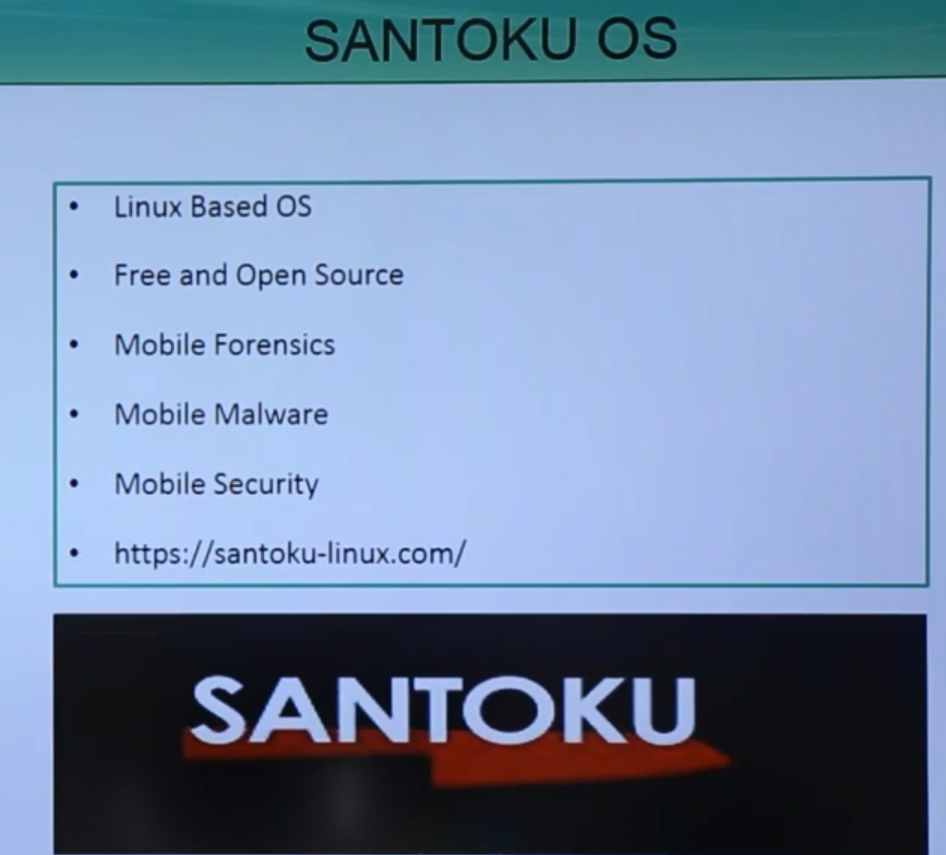 SANTOKU OS
• Linux Based OS
• Free and Open Source
• Mobile Forensics
• Mobile Malware
• Mobile Security
• https://santoku-linux.com/
SANTOKU